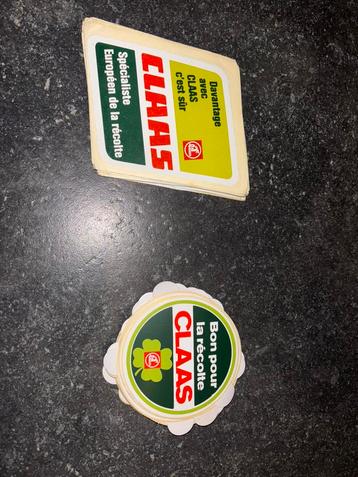 Davantage
avec
CLAAS
c'est sûr
CLAAS
Spécialiste
Européen de la récolte
Bon pour
la récolte
CLAAS